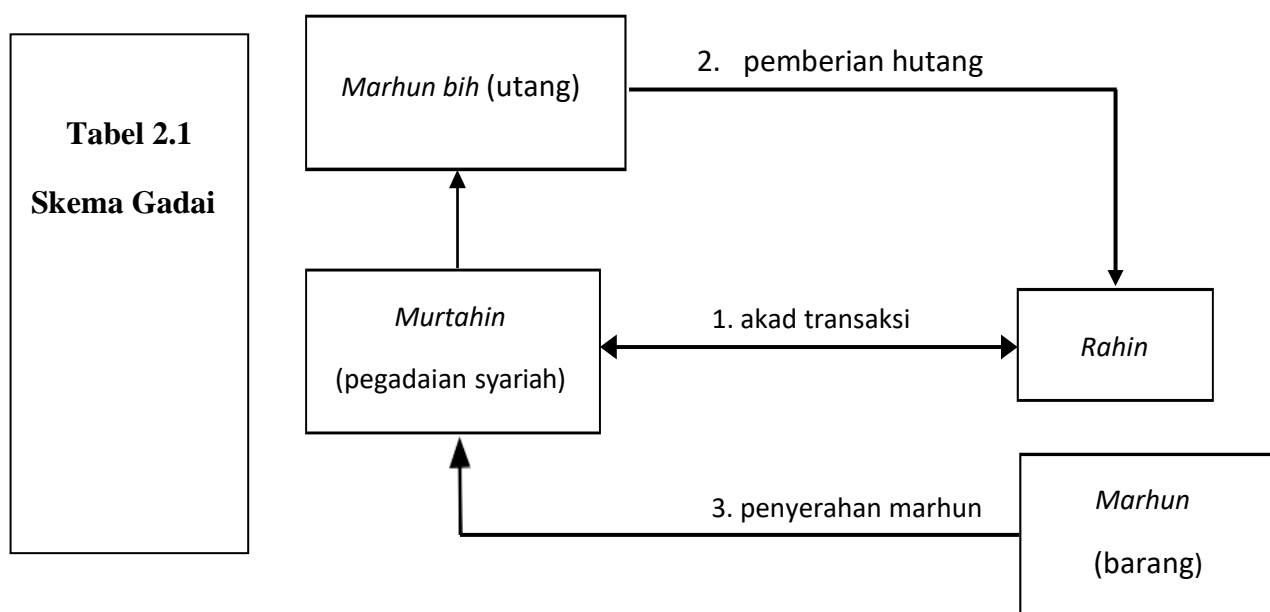 Tabel 2.1
Skema Gadai
Marhun bih (utang)
2. pemberian hutang
Murtahin
(pegadaian syariah)
1. akad transaksi
Rahin
3. penyerahan marhun
Marhun
(barang)